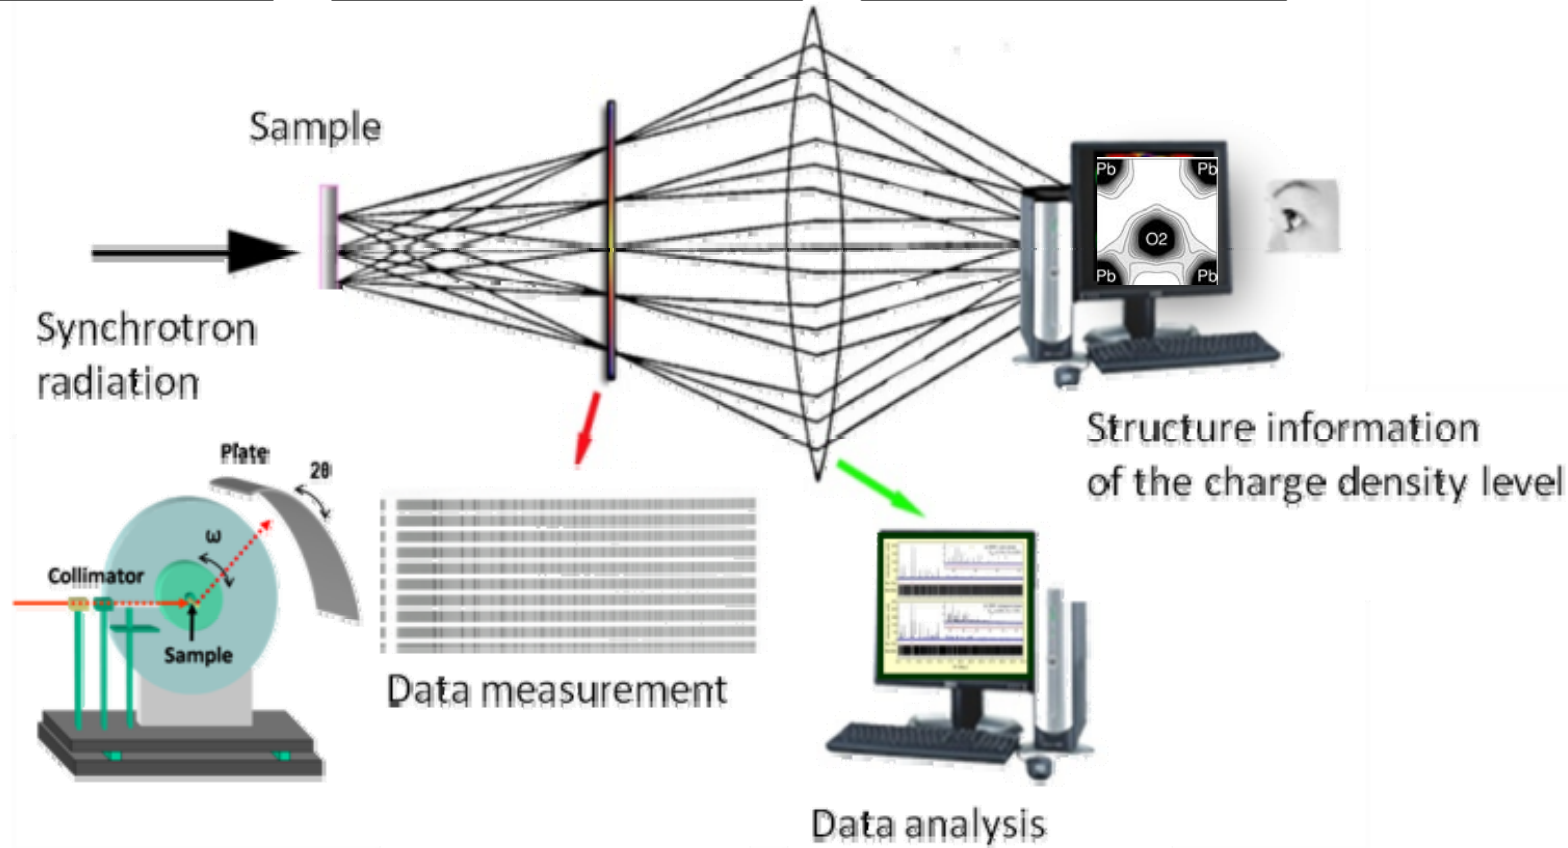 Sample
Pb
Pb
O2
Pb
Pb
Synchrotron
radiation
Structure information
of the charge density level
Plate
2θ
ω
Collimator
Sample
Data measurement
Data analysis